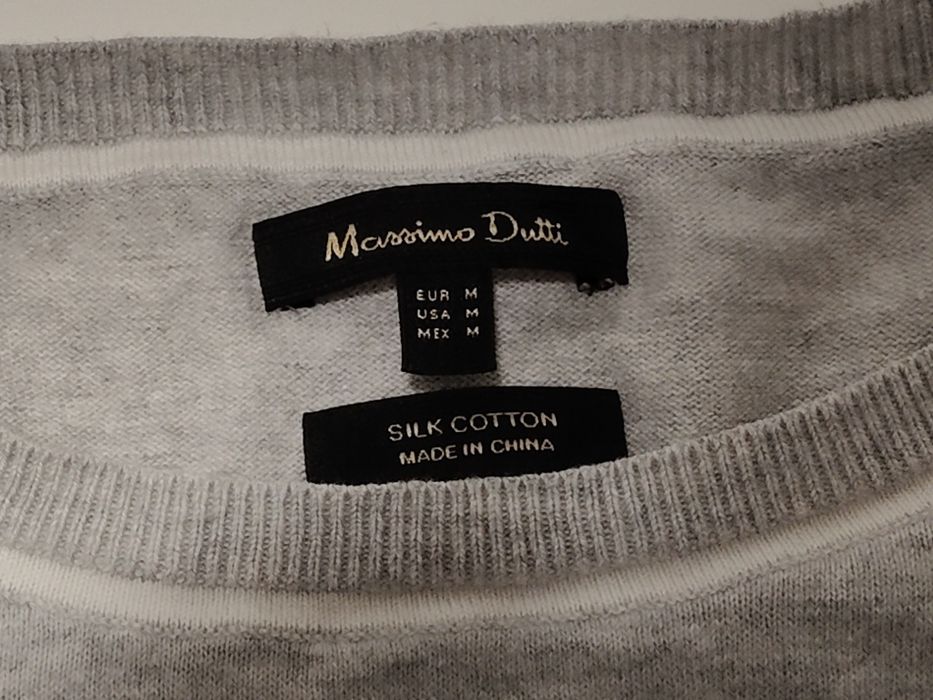 Massimo Dutti
EUR M
USA M
MEX M
SILK COTTON
MADE IN CHINA